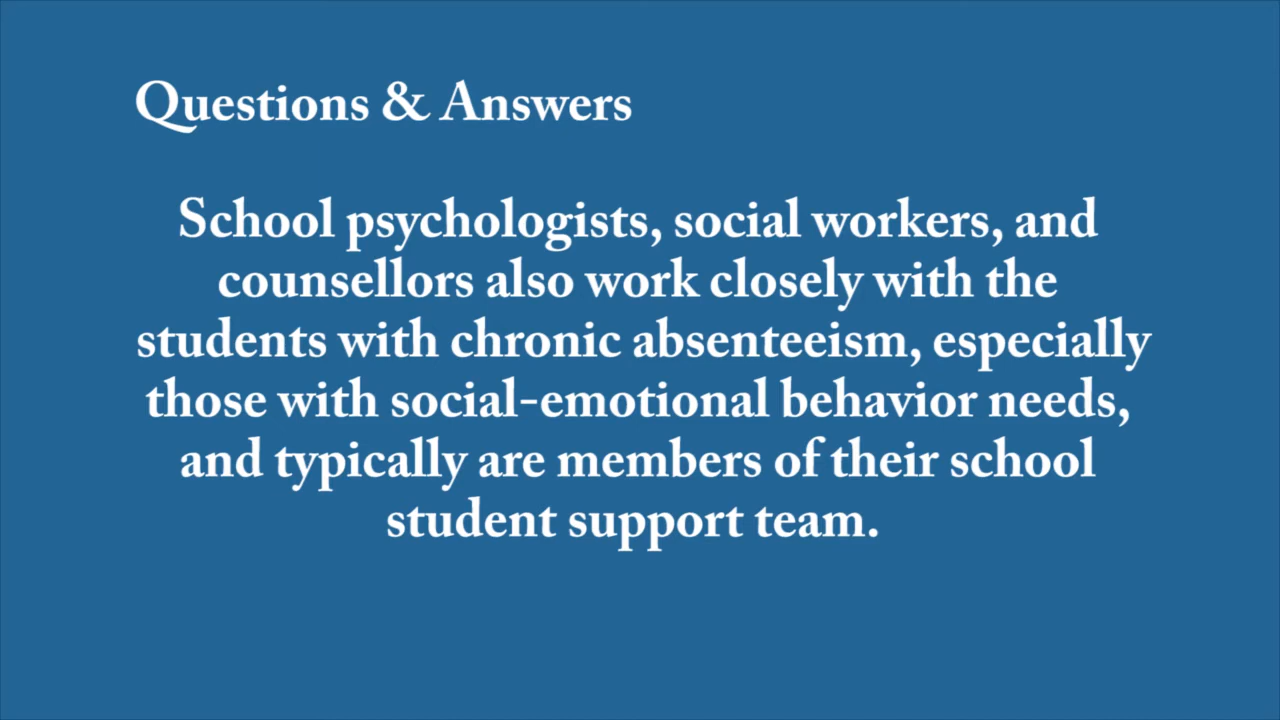 Questions & Answers
School psychologists, social workers, and
counsellors also work closely with the
students with chronic absenteeism, especially
those with social-emotional behavior needs,
and typically are members of their school
student support team.